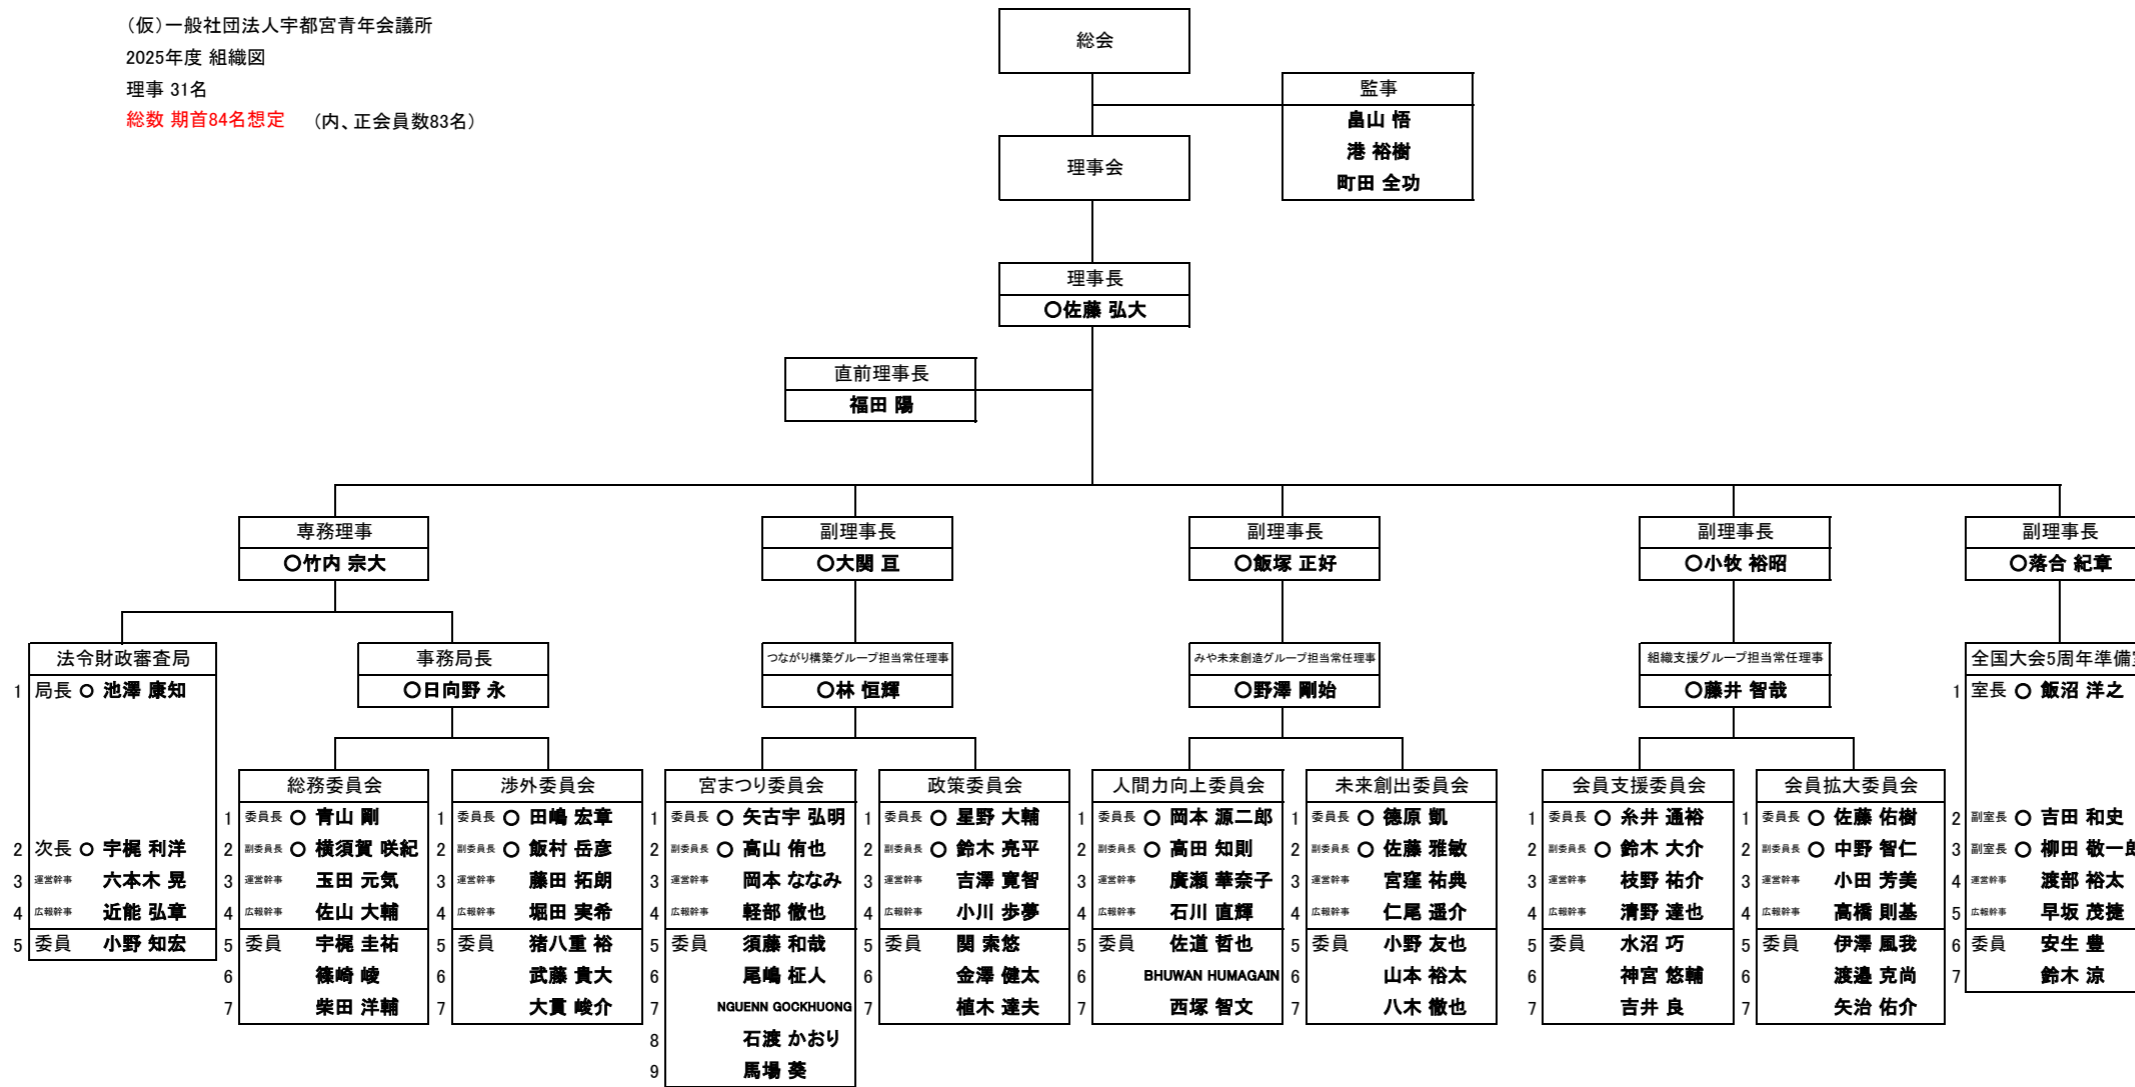 (仮)一般社団法人宇都宮青年会議所
2025年度 組織図
理事 31名
総数 期首84名想定 (内、正会員数83名)
総会
監事
畠山 悟
港 裕樹
町田 全功
理事会
理事長
〇佐藤 弘大
直前理事長
福田 陽
専務理事
〇竹内 宗大
副理事長
〇大関 亘
副理事長
〇飯塚 正好
副理事長
〇小牧 裕昭
副理事長
〇落合 紀章
法令財政審査局
1 局長 〇 池澤 康知
2 次長 〇 宇梶 利洋
3 運営幹事 六本木 晃
4 広報幹事 近能 弘章
5 委員 小野 知宏
事務局長
〇日向野 永
つながり構築グループ担当常任理事
〇林 恒輝
みや未来創造グループ担当常任理事
〇野澤 剛始
組織支援グループ担当常任理事
〇藤井 智哉
全国大会5周年準備室
1 室長 〇 飯沼 洋之
2 副室長 〇 吉田 和史
3 副室長 〇 柳田 敬一郎
4 運営幹事 渡部 裕太
5 広報幹事 早坂 茂捷
6 委員 安生 豊
7 鈴木 涼
総務委員会
1 委員長 〇 青山 剛
2 副委員長 〇 横須賀 咲紀
3 運営幹事 玉田 元気
4 広報幹事 佐山 大輔
5 委員 宇梶 圭祐
6 篠崎 崚
7 柴田 洋輔
渉外委員会
1 委員長 〇 田嶋 宏章
2 副委員長 〇 飯村 岳彦
3 運営幹事 藤田 拓朗
4 広報幹事 堀田 実希
5 委員 猪八重 裕
6 武藤 貴大
7 大貫 峻介
宮まつり委員会
1 委員長 〇 矢古宇 弘明
2 副委員長 〇 高山 侑也
3 運営幹事 岡本 ななみ
4 広報幹事 軽部 徹也
5 委員 須藤 和哉
6 尾嶋 柾人
7 NGUENN GOCKHUONG
8 石渡 かおり
9 馬場 葵
政策委員会
1 委員長 〇 星野 大輔
2 副委員長 〇 鈴木 亮平
3 運営幹事 吉澤 寛智
4 広報幹事 小川 歩夢
5 委員 関 索悠
6 金澤 健太
7 植木 達夫
人間力向上委員会
1 委員長 〇 岡本 源二郎
2 副委員長 〇 高田 知則
3 運営幹事 廣瀬 華奈子
4 広報幹事 石川 直輝
5 委員 佐道 哲也
6 BHUWAN HUMAGAIN
7 西塚 智文
未来創出委員会
1 委員長 〇 德原 凱
2 副委員長 〇 佐藤 雅敏
3 運営幹事 宮窪 祐典
4 広報幹事 仁尾 遥介
5 委員 小野 友也
6 山本 裕太
7 八木 徹也
会員支援委員会
1 委員長 〇 糸井 通裕
2 副委員長 〇 鈴木 大介
3 運営幹事 枝野 祐介
4 広報幹事 清野 達也
5 委員 水沼 巧
6 神宮 悠輔
7 吉井 良
会員拡大委員会
1 委員長 〇 佐藤 佑樹
2 副委員長 〇 中野 智仁
3 運営幹事 小田 芳美
4 広報幹事 高橋 則基
5 委員 伊澤 風我
6 渡邉 克尚
7 矢治 佑介